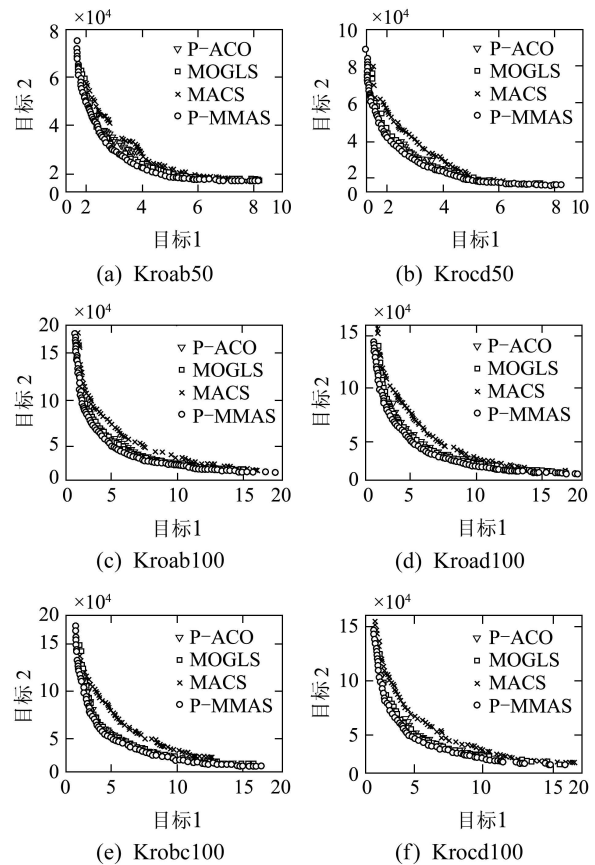 ×10⁴
8
6
4
2
0
目标 2
P-ACO
MOGLS
MACS
P-MMAS
0 2 4 6 8 10
目标1
(a) Kroab50
×10⁴
10
8
6
4
2
0
目标 2
P-ACO
MOGLS
MACS
P-MMAS
0 1 2 4 6 8 10
目标1
(b) Krocd50
×10⁴
20
15
10
5
0
目标 2
P-ACO
MOGLS
MACS
P-MMAS
0 5 10 15 20
目标1
(c) Kroab100
×10⁴
15
10
5
0
目标 2
P-ACO
MOGLS
MACS
P-MMAS
0 5 10 15 20
目标1
(d) Kroad100
×10⁴
20
15
10
5
0
目标 2
P-ACO
MOGLS
MACS
P-MMAS
0 5 10 15 20
目标1
(e) Krobc100
×10⁴
15
10
5
0
目标 2
P-ACO
MOGLS
MACS
P-MMAS
0 5 10 15 20
目标1
(f) Krocd100